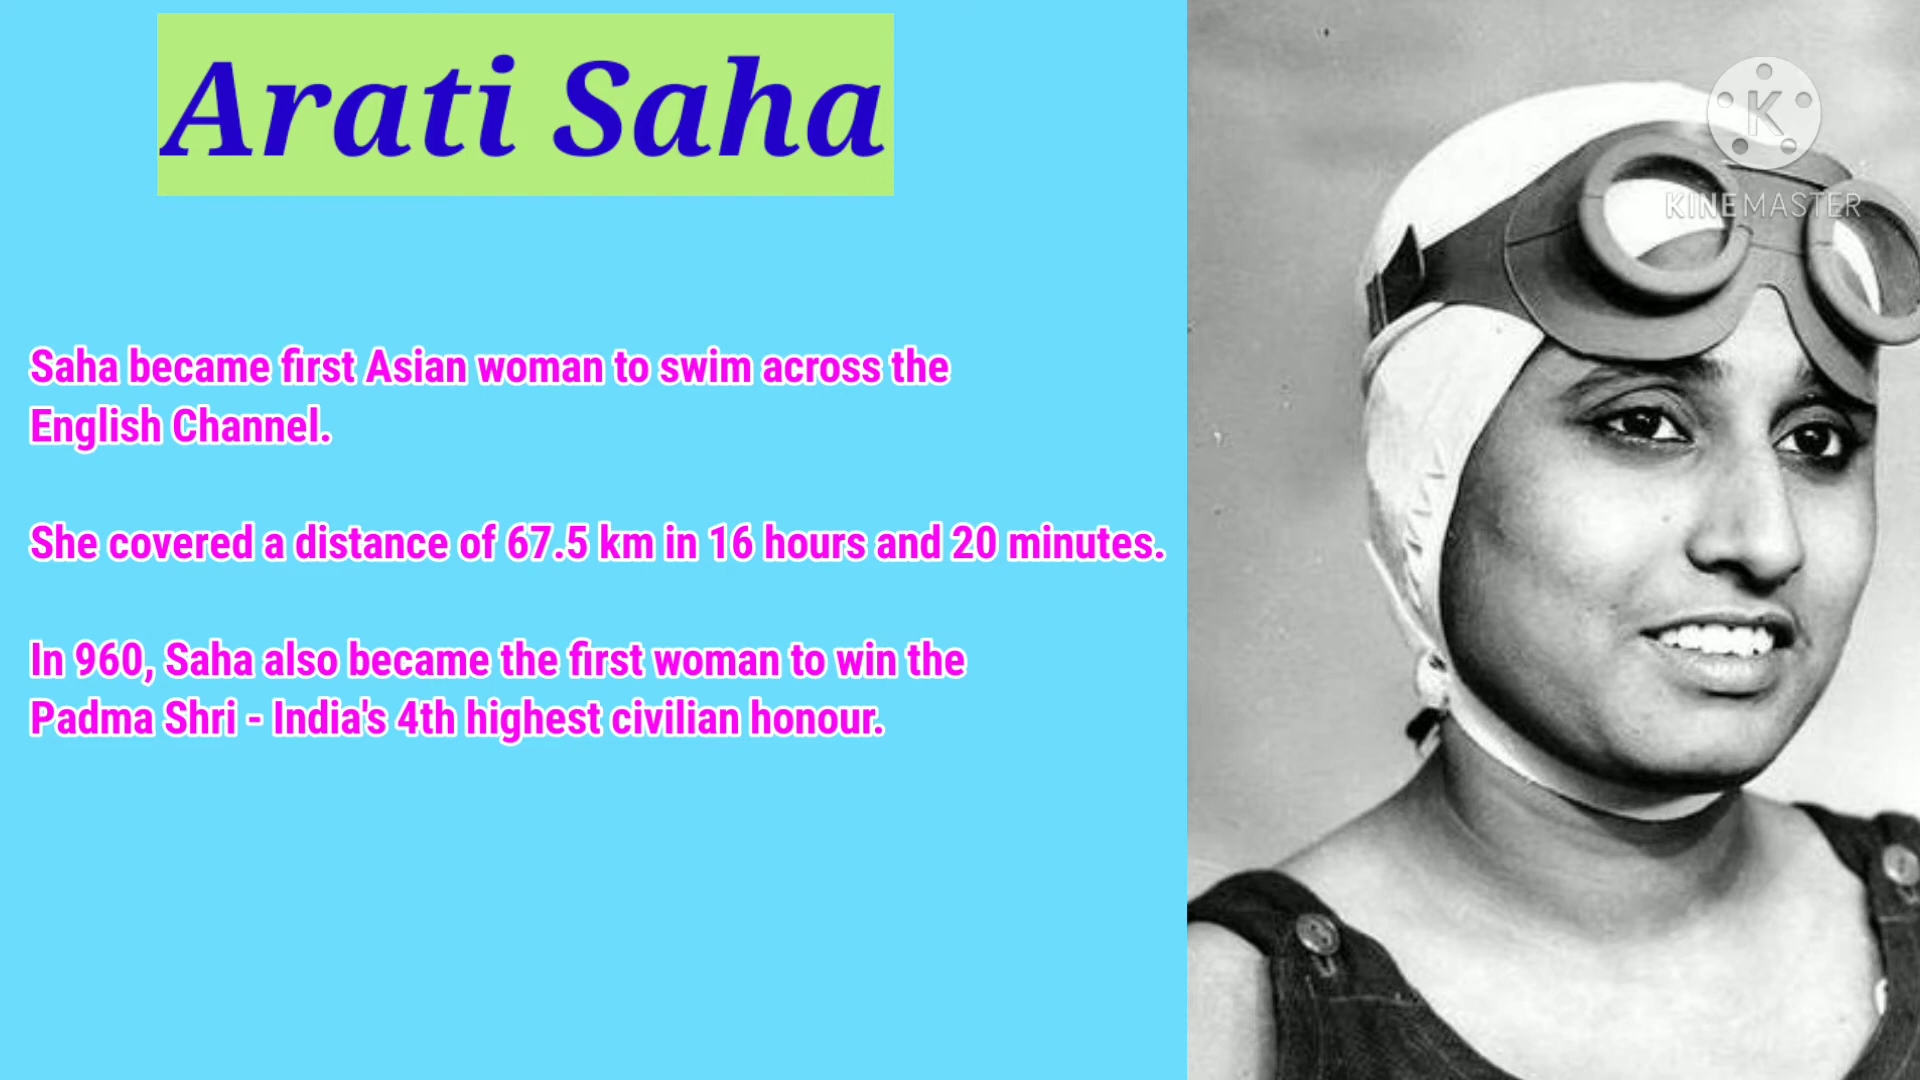 Arati Saha
Saha became first Asian woman to swim across the
English Channel.
She covered a distance of 67.5 km in 16 hours and 20 minutes.
In 960, Saha also became the first woman to win the
Padma Shri - India's 4th highest civilian honour.
K
KINEMASTER